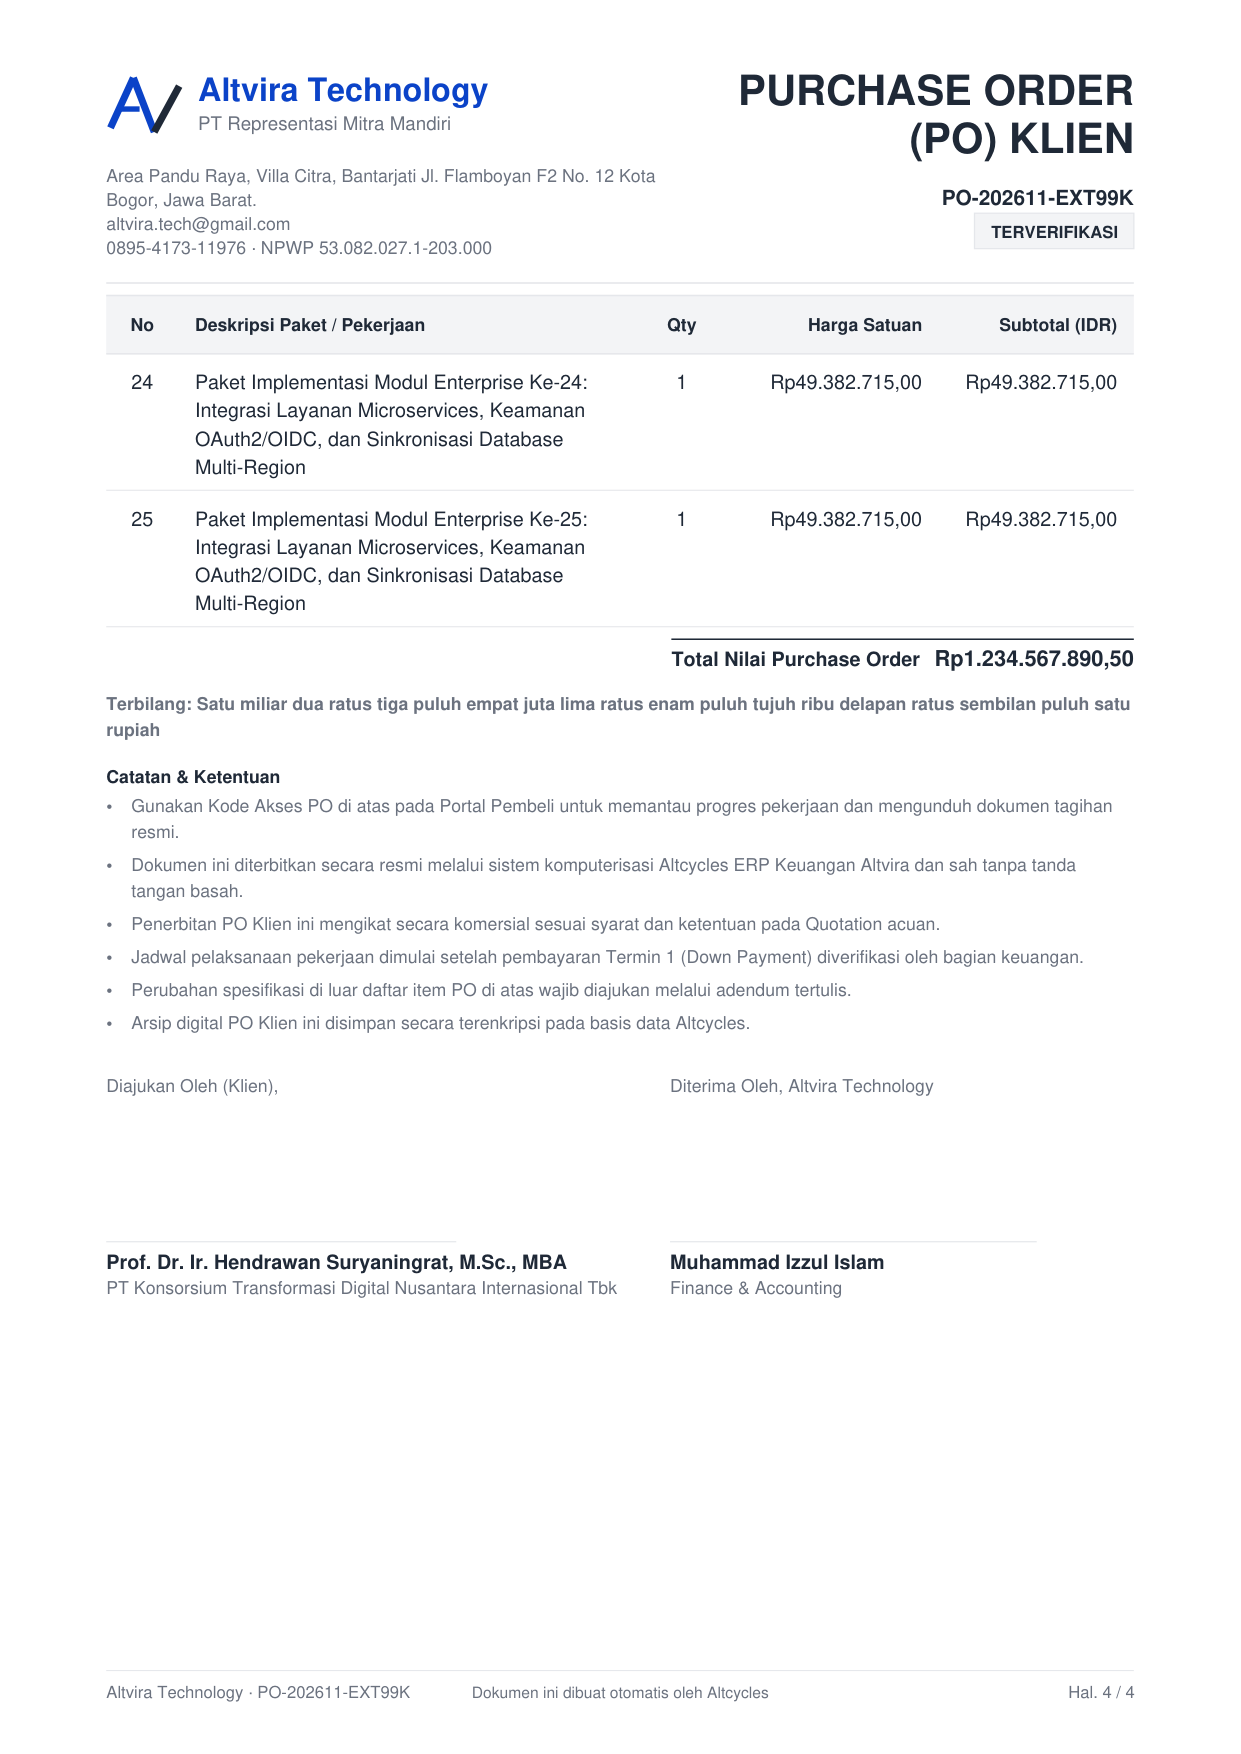 Altvira Technology
PT Representasi Mitra Mandiri
Area Pandu Raya, Villa Citra, Bantarjati Jl. Flamboyan F2 No. 12 Kota
Bogor, Jawa Barat.
altvira.tech@gmail.com
0895-4173-11976 · NPWP 53.082.027.1-203.000
PURCHASE ORDER
(PO) KLIEN
PO-202611-EXT99K
TERVERIFIKASI
No Deskripsi Paket / Pekerjaan Qty Harga Satuan Subtotal (IDR)
24 Paket Implementasi Modul Enterprise Ke-24: 1 Rp49.382.715,00 Rp49.382.715,00
Integrasi Layanan Microservices, Keamanan
OAuth2/OIDC, dan Sinkronisasi Database
Multi-Region
25 Paket Implementasi Modul Enterprise Ke-25: 1 Rp49.382.715,00 Rp49.382.715,00
Integrasi Layanan Microservices, Keamanan
OAuth2/OIDC, dan Sinkronisasi Database
Multi-Region
Total Nilai Purchase Order Rp1.234.567.890,50
Terbilang: Satu miliar dua ratus tiga puluh empat juta lima ratus enam puluh tujuh ribu delapan ratus sembilan puluh satu
rupiah
Catatan & Ketentuan
• Gunakan Kode Akses PO di atas pada Portal Pembeli untuk memantau progres pekerjaan dan mengunduh dokumen tagihan
resmi.
• Dokumen ini diterbitkan secara resmi melalui sistem komputerisasi Altcycles ERP Keuangan Altvira dan sah tanpa tanda
tangan basah.
• Penerbitan PO Klien ini mengikat secara komersial sesuai syarat dan ketentuan pada Quotation acuan.
• Jadwal pelaksanaan pekerjaan dimulai setelah pembayaran Termin 1 (Down Payment) diverifikasi oleh bagian keuangan.
• Perubahan spesifikasi di luar daftar item PO di atas wajib diajukan melalui adendum tertulis.
• Arsip digital PO Klien ini disimpan secara terenkripsi pada basis data Altcycles.
Diajukan Oleh (Klien),
Diterima Oleh, Altvira Technology
Prof. Dr. Ir. Hendrawan Suryaningrat, M.Sc., MBA
PT Konsorsium Transformasi Digital Nusantara Internasional Tbk
Muhammad Izzul Islam
Finance & Accounting
Altvira Technology · PO-202611-EXT99K Dokumen ini dibuat otomatis oleh Altcycles Hal. 4 / 4